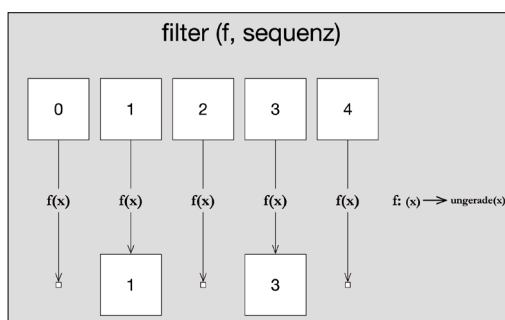 filter (f, sequenz)
0 1 2 3 4
f(x) f(x) f(x) f(x) f(x) f: (x) → ungerade(x)
1 3